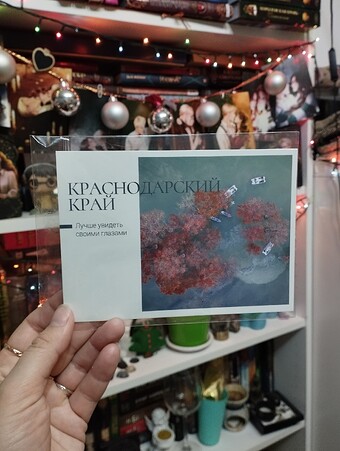 КРАСНОДАРСКИЙ
КРАЙ
Лучше увидеть
своими глазами